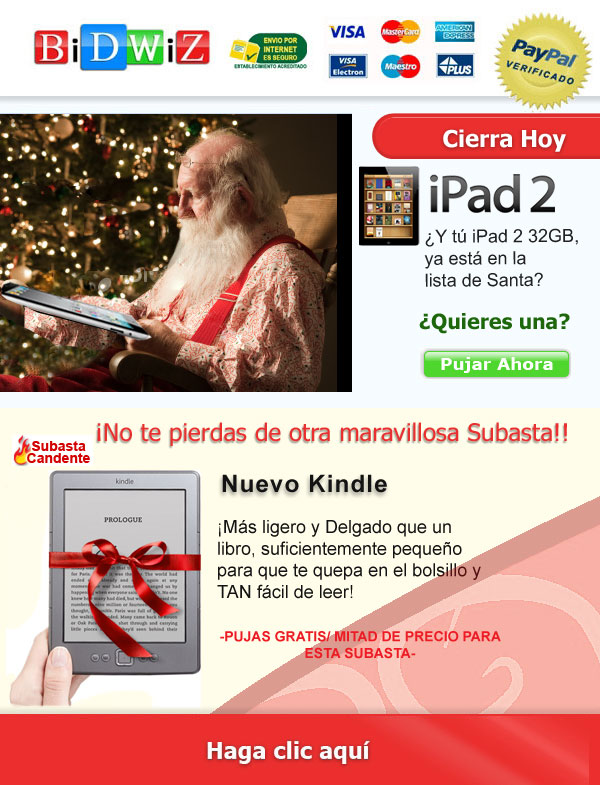 BiDWiZ
ENVIO POR
INTERNET
ES SEGURO
ESTABLECIMIENTO ACREDITADO
VISA
MasterCard
AMERICAN
EXPRESS
VISA
Electron
Maestro
PLUS
PayPal
VERIFICADO
Cierra Hoy
iPad 2
¿Y tú iPad 2 32GB,
ya está en la
lista de Santa?
¿Quieres una?
Pujar Ahora
¡No te pierdas de otra maravillosa Subasta!!
Subasta
Candente
kindle
PROLOGUE
Nuevo Kindle
¡Más ligero y Delgado que un
libro, suficientemente pequeño
para que te quepa en el bolsillo y
TAN fácil de leer!
-PUJAS GRATIS/ MITAD DE PRECIO PARA
ESTA SUBASTA-
Haga clic aquí